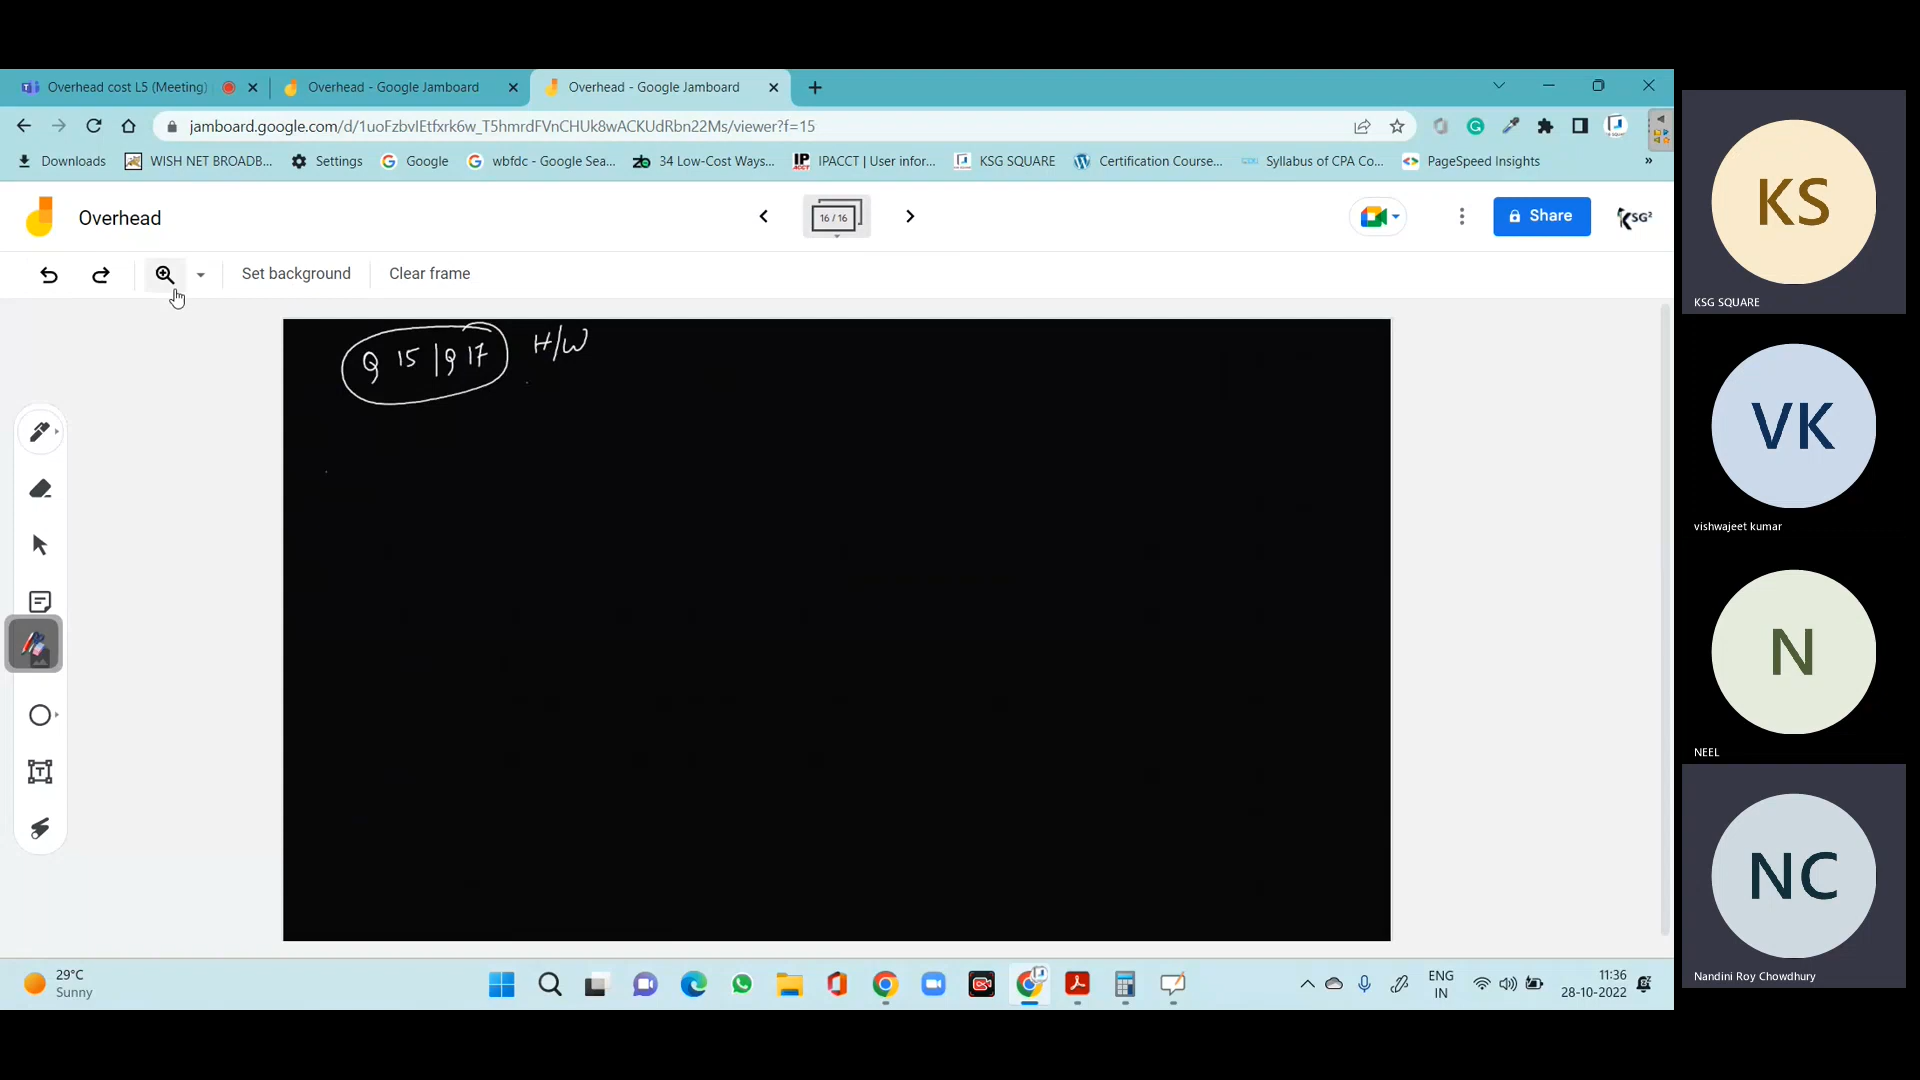 Overhead cost L5 (Meeting)
Overhead - Google Jamboard
Overhead - Google Jamboard
jamboard.google.com/d/1uoFzbvIEtfxrk6w_T5hmrdFVnCHUk8wACKUdRbn22Ms/viewer?f=15
Downloads
WISH NET BROADB...
Settings
Google
wbfdc - Google Sea...
34 Low-Cost Ways...
IPACCT | User infor...
KSG SQUARE
Certification Course...
Syllabus of CPA Co...
PageSpeed Insights
»
Overhead
16 / 16
Share
KSG²
Set background
Clear frame
Q 15 | Q 17 H/W
KS
KSG SQUARE
VK
vishwajeet kumar
N
NEEL
NC
Nandini Roy Chowdhury
29°C
Sunny
ENG
IN
11:36
28-10-2022